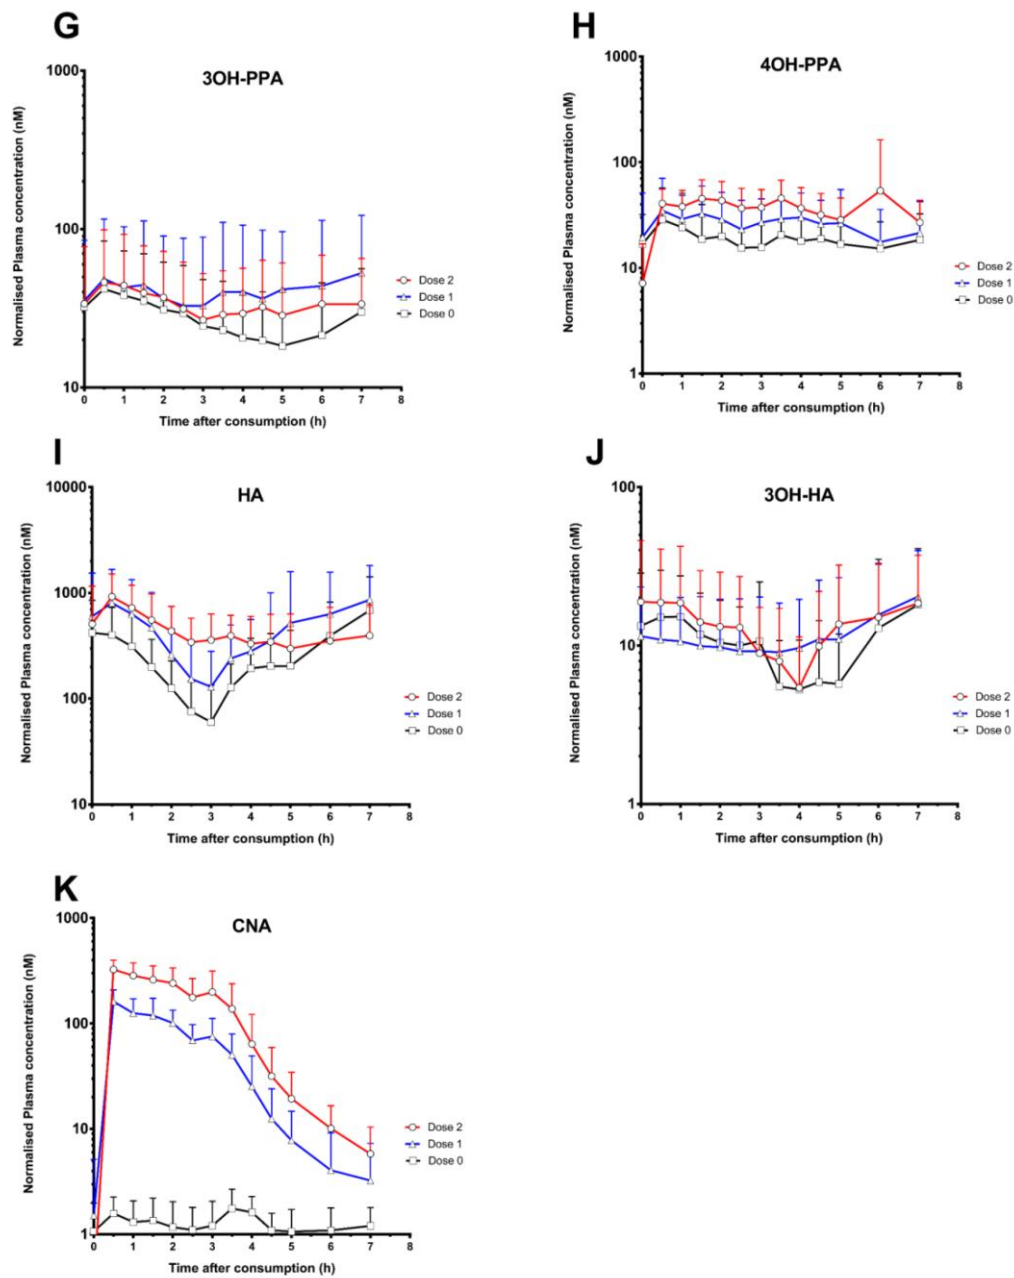 G
3OH-PPA
Normalised Plasma concentration (nM)
1000
100
10
0 1 2 3 4 5 6 7 8
Time after consumption (h)
Dose 2
Dose 1
Dose 0
H
4OH-PPA
Normalised Plasma concentration (nM)
1000
100
10
1
0 1 2 3 4 5 6 7 8
Time after consumption (h)
Dose 2
Dose 1
Dose 0
I
HA
Normalised Plasma concentration (nM)
10000
1000
100
10
0 1 2 3 4 5 6 7 8
Time after consumption (h)
Dose 2
Dose 1
Dose 0
J
3OH-HA
Normalised Plasma concentration (nM)
100
10
1
0 1 2 3 4 5 6 7 8
Time after consumption (h)
Dose 2
Dose 1
Dose 0
K
CNA
Normalised Plasma concentration (nM)
1000
100
10
1
0 1 2 3 4 5 6 7 8
Time after consumption (h)
Dose 2
Dose 1
Dose 0